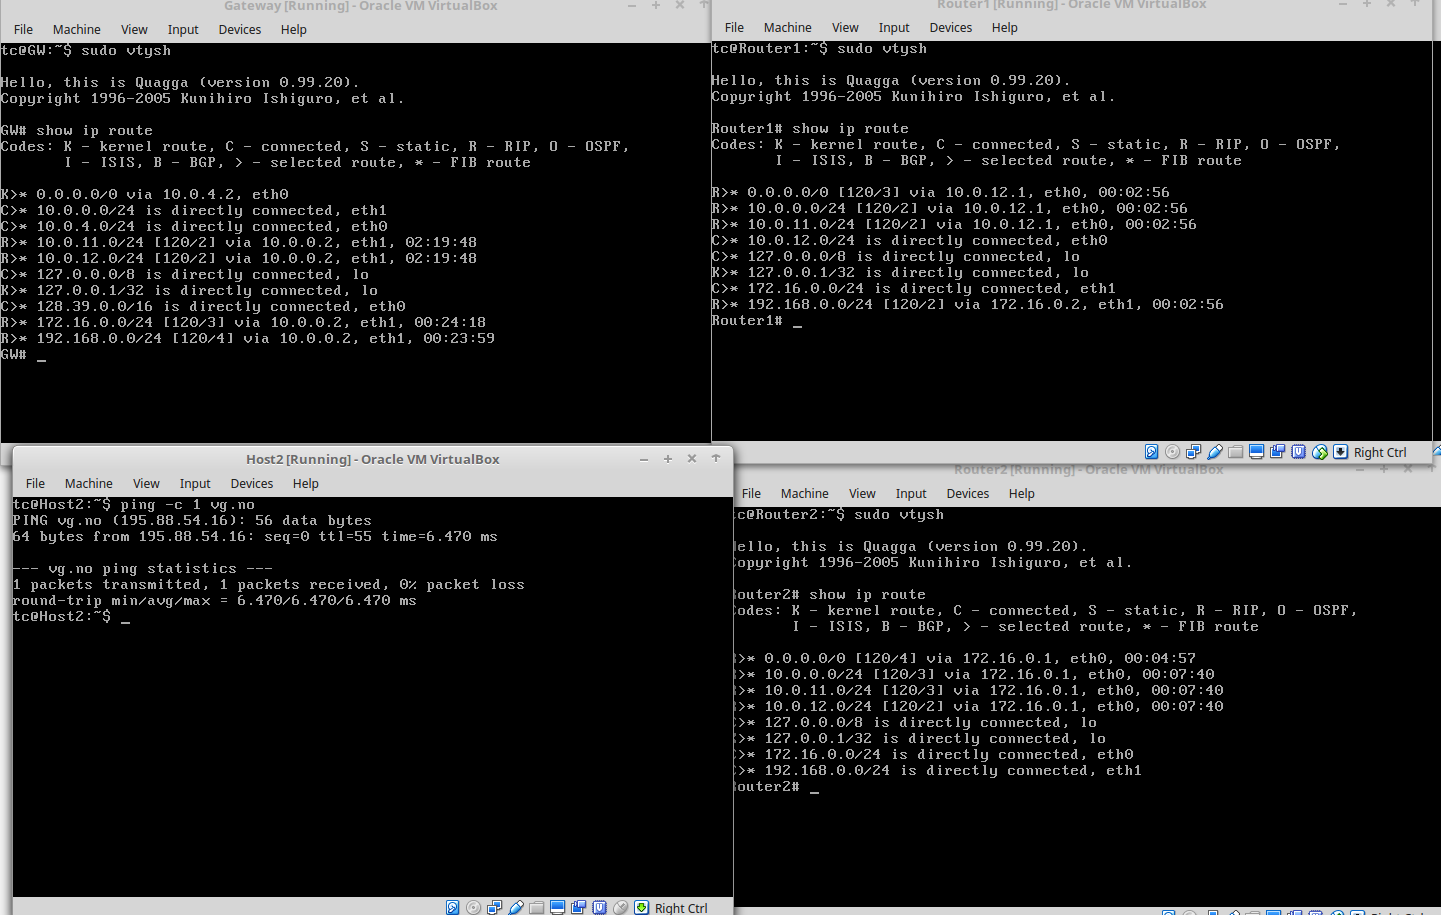 Gateway [Running] - Oracle VM VirtualBox
File Machine View Input Devices Help
tc@GW:~$ sudo vtysh
Hello, this is Quagga (version 0.99.20).
Copyright 1996-2005 Kunihiro Ishiguro, et al.
GW# show ip route
Codes: K - kernel route, C - connected, S - static, R - RIP, O - OSPF,
I - ISIS, B - BGP, > - selected route, * - FIB route
K>* 0.0.0.0/0 via 10.0.4.2, eth0
C>* 10.0.0.0/24 is directly connected, eth1
C>* 10.0.4.0/24 is directly connected, eth0
R>* 10.0.11.0/24 [120/2] via 10.0.0.2, eth1, 02:19:48
R>* 10.0.12.0/24 [120/2] via 10.0.0.2, eth1, 02:19:48
C>* 127.0.0.0/8 is directly connected, lo
K>* 127.0.0.1/32 is directly connected, lo
C>* 128.39.0.0/16 is directly connected, eth0
R>* 172.16.0.0/24 [120/3] via 10.0.0.2, eth1, 00:24:18
R>* 192.168.0.0/24 [120/4] via 10.0.0.2, eth1, 00:23:59
GW# _
Router1 [Running] - Oracle VM VirtualBox
File Machine View Input Devices Help
tc@Router1:~$ sudo vtysh
Hello, this is Quagga (version 0.99.20).
Copyright 1996-2005 Kunihiro Ishiguro, et al.
Router1# show ip route
Codes: K - kernel route, C - connected, S - static, R - RIP, O - OSPF,
I - ISIS, B - BGP, > - selected route, * - FIB route
R>* 0.0.0.0/0 [120/3] via 10.0.12.1, eth0, 00:02:56
R>* 10.0.0.0/24 [120/2] via 10.0.12.1, eth0, 00:02:56
R>* 10.0.11.0/24 [120/2] via 10.0.12.1, eth0, 00:02:56
C>* 10.0.12.0/24 is directly connected, eth0
C>* 127.0.0.0/8 is directly connected, lo
K>* 127.0.0.1/32 is directly connected, lo
C>* 172.16.0.0/24 is directly connected, eth1
R>* 192.168.0.0/24 [120/2] via 172.16.0.2, eth1, 00:02:56
Router1# _
Right Ctrl
Host2 [Running] - Oracle VM VirtualBox
File Machine View Input Devices Help
tc@Host2:~$ ping -c 1 vg.no
PING vg.no (195.88.54.16): 56 data bytes
64 bytes from 195.88.54.16: seq=0 ttl=55 time=6.470 ms
--- vg.no ping statistics ---
1 packets transmitted, 1 packets received, 0% packet loss
round-trip min/avg/max = 6.470/6.470/6.470 ms
tc@Host2:~$ _
Right Ctrl
Router2 [Running] - Oracle VM VirtualBox
File Machine View Input Devices Help
tc@Router2:~$ sudo vtysh
ello, this is Quagga (version 0.99.20).
opyright 1996-2005 Kunihiro Ishiguro, et al.
outer2# show ip route
odes: K - kernel route, C - connected, S - static, R - RIP, O - OSPF,
I - ISIS, B - BGP, > - selected route, * - FIB route
>* 0.0.0.0/0 [120/4] via 172.16.0.1, eth0, 00:04:57
>* 10.0.0.0/24 [120/3] via 172.16.0.1, eth0, 00:07:40
>* 10.0.11.0/24 [120/3] via 172.16.0.1, eth0, 00:07:40
>* 10.0.12.0/24 [120/2] via 172.16.0.1, eth0, 00:07:40
>* 127.0.0.0/8 is directly connected, lo
>* 127.0.0.1/32 is directly connected, lo
>* 172.16.0.0/24 is directly connected, eth0
>* 192.168.0.0/24 is directly connected, eth1
outer2# _